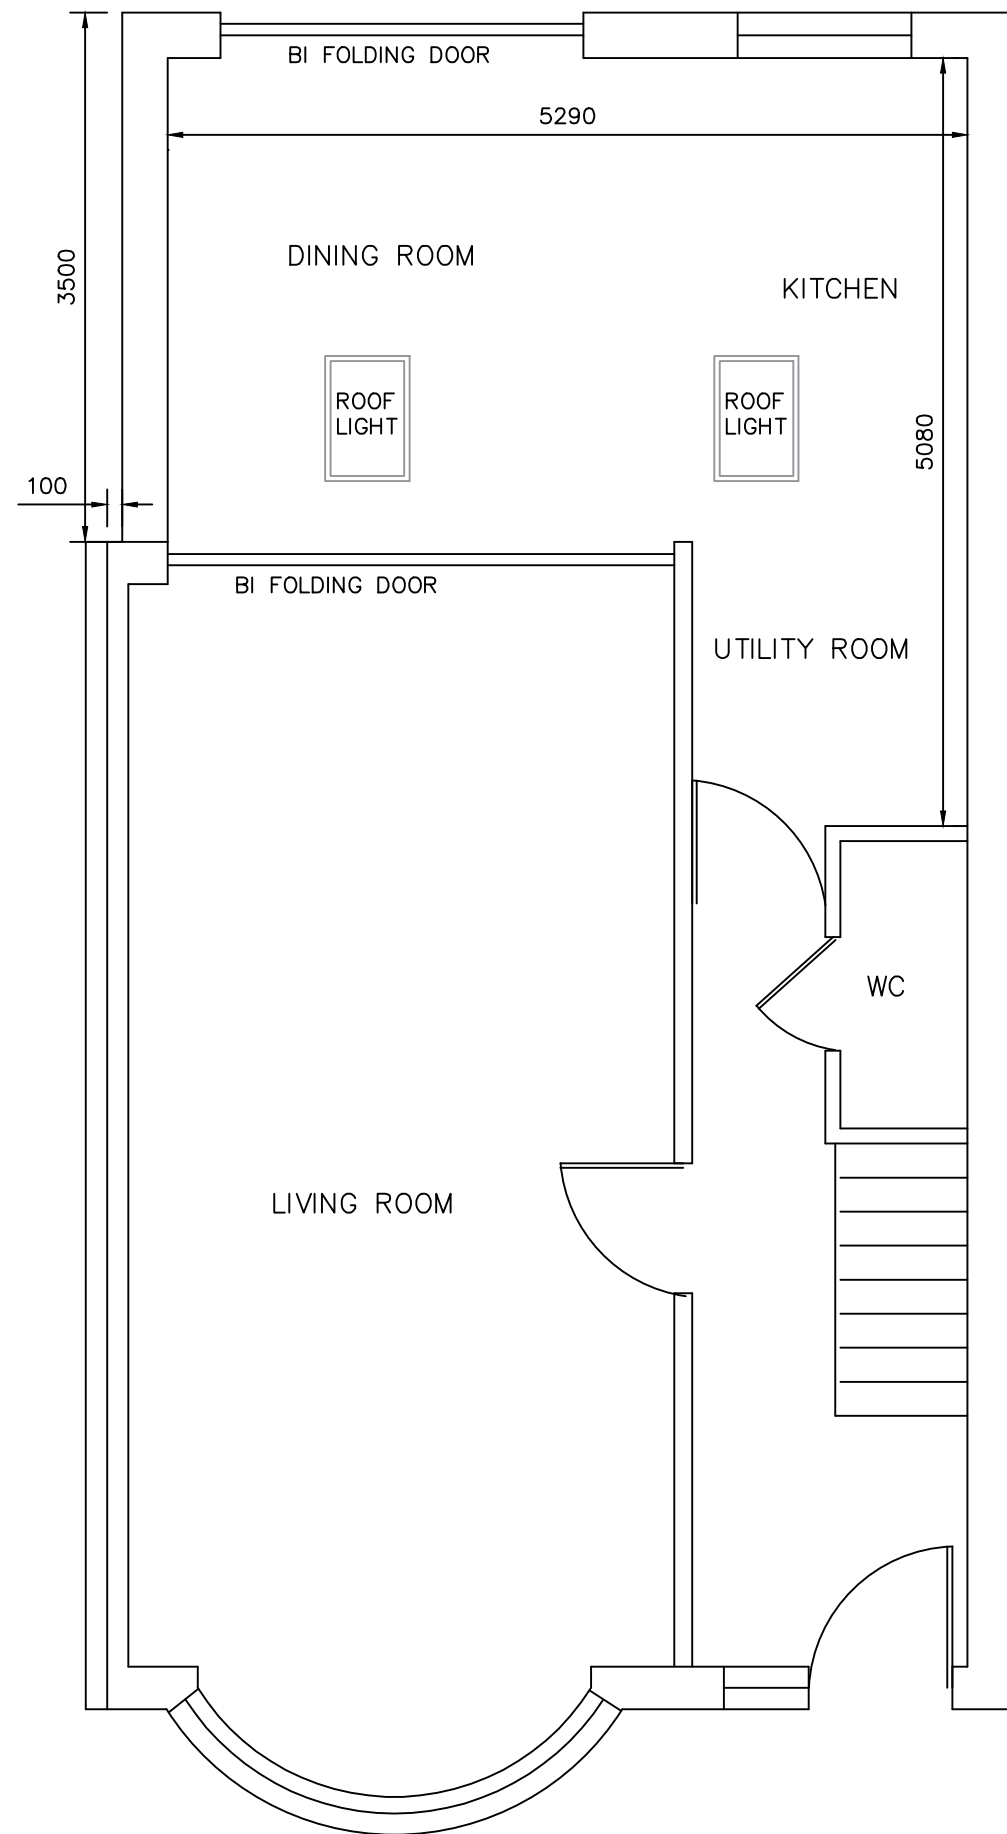 BI FOLDING DOOR
5290
DINING ROOM
3500
KITCHEN
ROOF
LIGHT
ROOF
LIGHT
5080
100
BI FOLDING DOOR
UTILITY ROOM
WC
LIVING ROOM